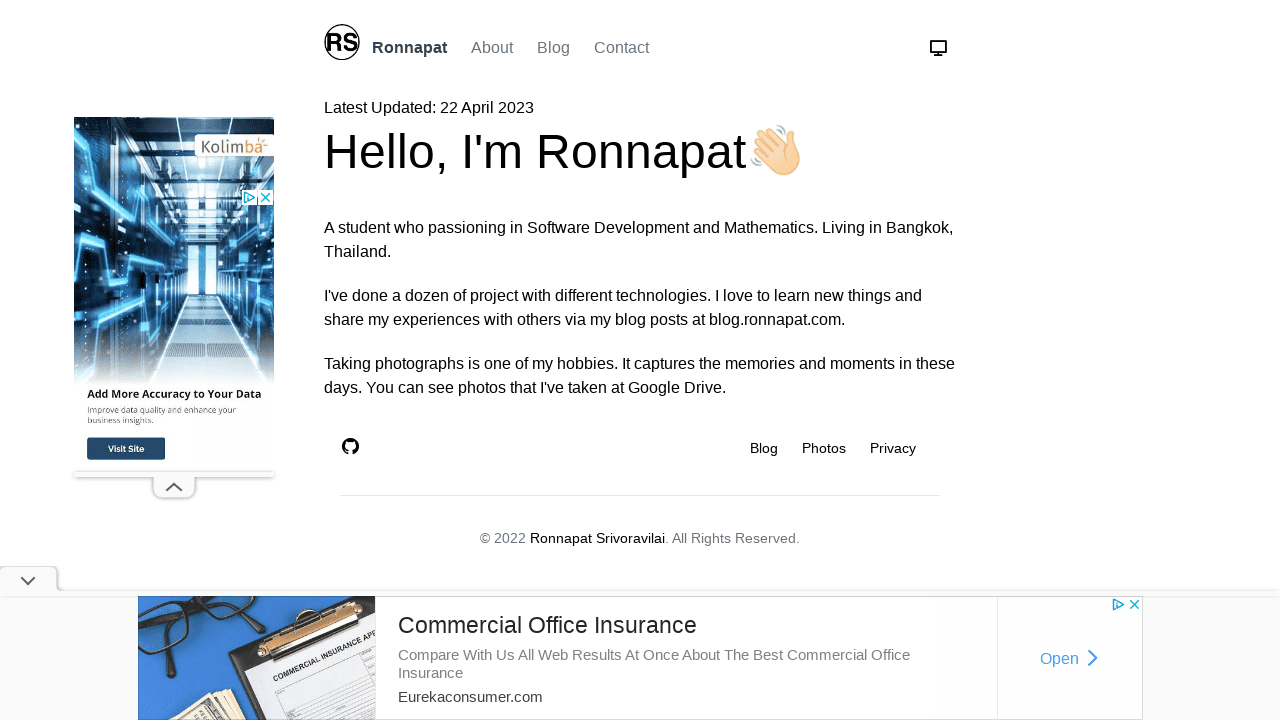 RS Ronnapat About Blog Contact
Latest Updated: 22 April 2023
Hello, I'm Ronnapat
A student who passioning in Software Development and Mathematics. Living in Bangkok,
Thailand.
I've done a dozen of project with different technologies. I love to learn new things and
share my experiences with others via my blog posts at blog.ronnapat.com.
Taking photographs is one of my hobbies. It captures the memories and moments in these
days. You can see photos that I've taken at Google Drive.
Blog Photos Privacy
© 2022 Ronnapat Srivoravilai. All Rights Reserved.
Kolimba
Add More Accuracy to Your Data
Improve data quality and enhance your
business insights.
Visit Site
COMMERCIAL INSURANCE APP
Commercial Office Insurance
Compare With Us All Web Results At Once About The Best Commercial Office
Insurance
Eurekaconsumer.com
Open